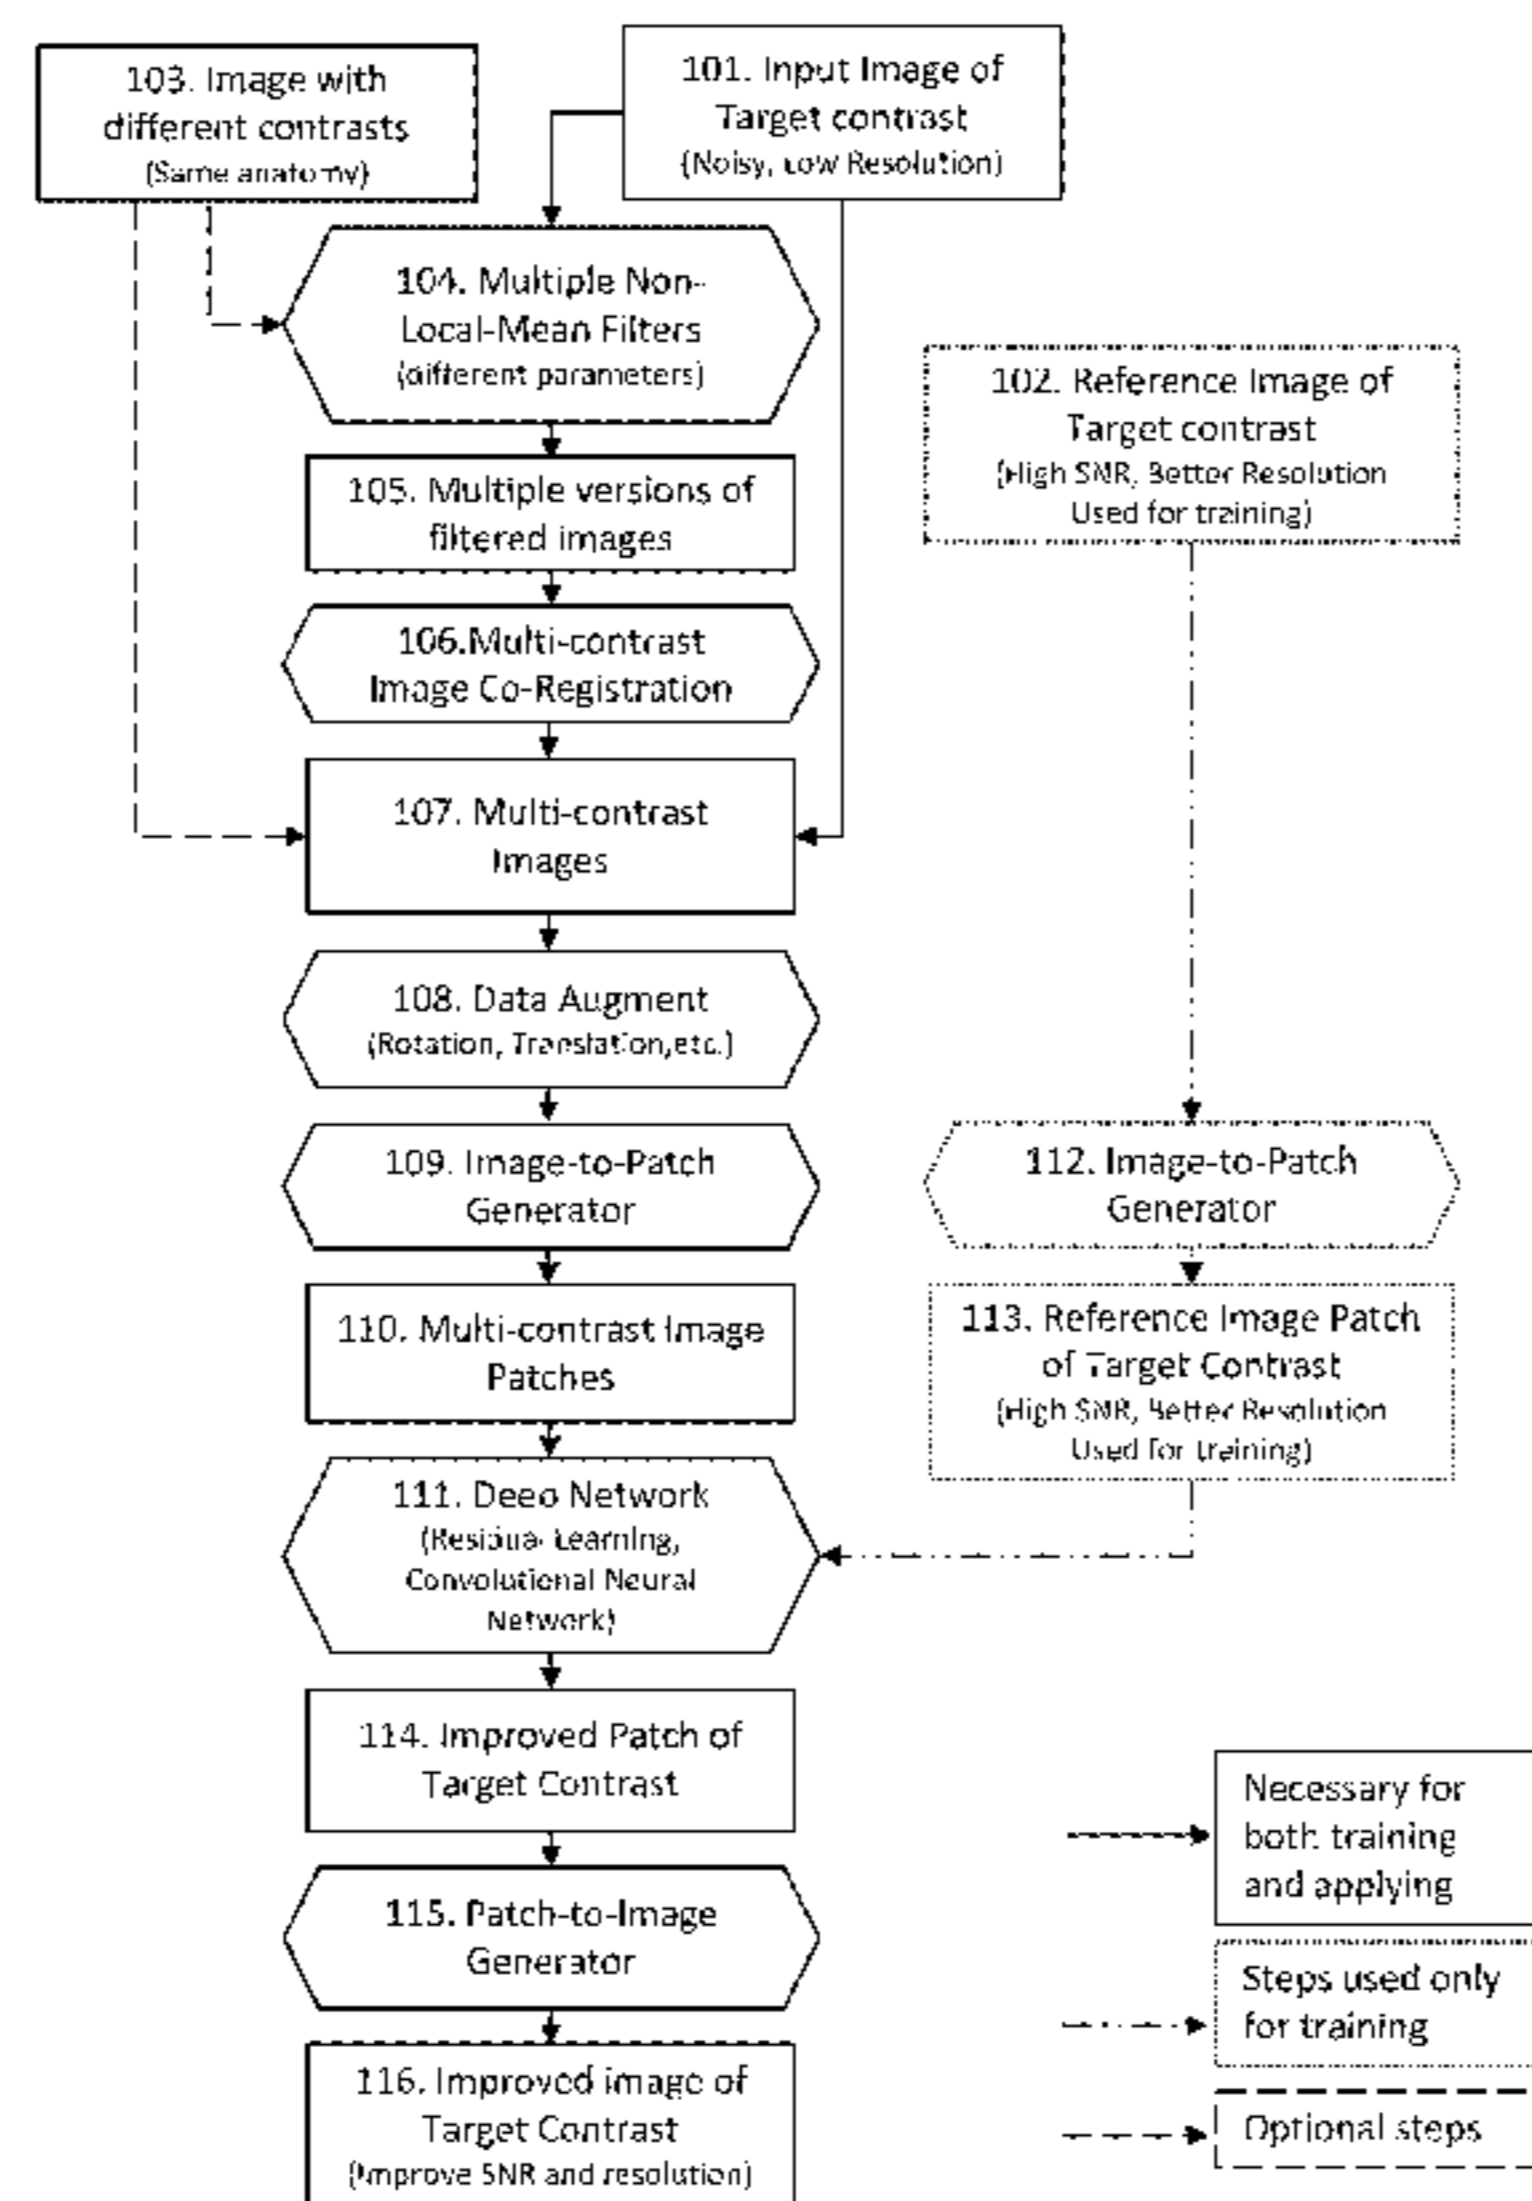 103. Image with
different contrasts
(Same anatomy)
101. Input Image of
Target contrast
(Noisy, Low Resolution)
104. Multiple Non-
Local-Mean Filters
(different parameters)
102. Reference Image of
Target contrast
(High SNR, Better Resolution
Used for training)
105. Multiple versions of
filtered images
106.Multi-contrast
Image Co-Registration
107. Multi-contrast
Images
108. Data Augment
(Rotation, Translation,etc.)
109. Image-to-Patch
Generator
112. Image-to-Patch
Generator
110. Multi-contrast Image
Patches
113. Reference Image Patch
of Target Contrast
(High SNR, Better Resolution
Used for training)
111. Deep Network
(Residual Learning,
Convolutional Neural
Network)
114. Improved Patch of
Target Contrast
115. Patch-to-Image
Generator
116. Improved image of
Target Contrast
(Improve SNR and resolution)
Necessary for
both training
and applying
Steps used only
for training
Optional steps